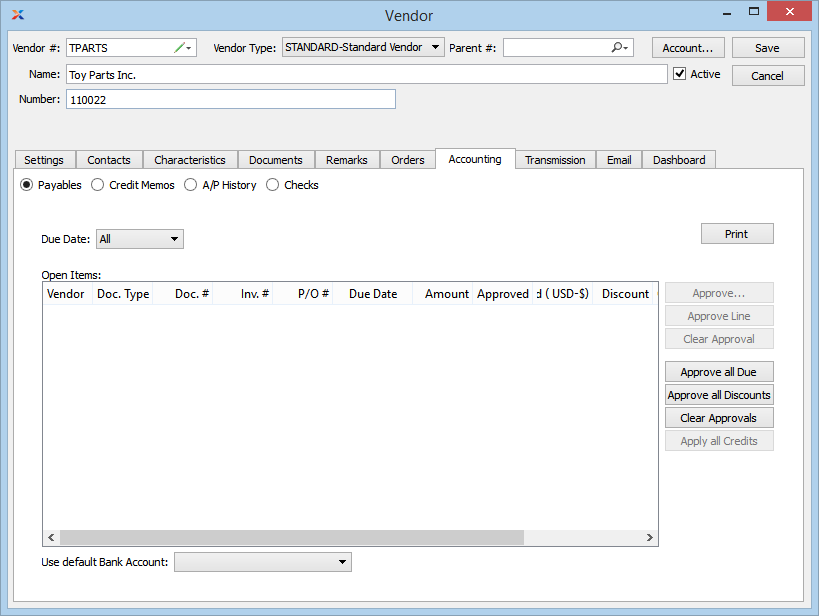 Vendor
Vendor #: TPARTS Vendor Type: STANDARD-Standard Vendor Parent #: Account... Save
Name: Toy Parts Inc. Active Cancel
Number: 110022
Settings Contacts Characteristics Documents Remarks Orders Accounting Transmission Email Dashboard
Payables Credit Memos A/P History Checks
Due Date: All Print
Open Items:
Vendor Doc. Type Doc. # Inv. # P/O # Due Date Amount Approved d ( USD-$) Discount
Approve...
Approve Line
Clear Approval
Approve all Due
Approve all Discounts
Clear Approvals
Apply all Credits
Use default Bank Account: